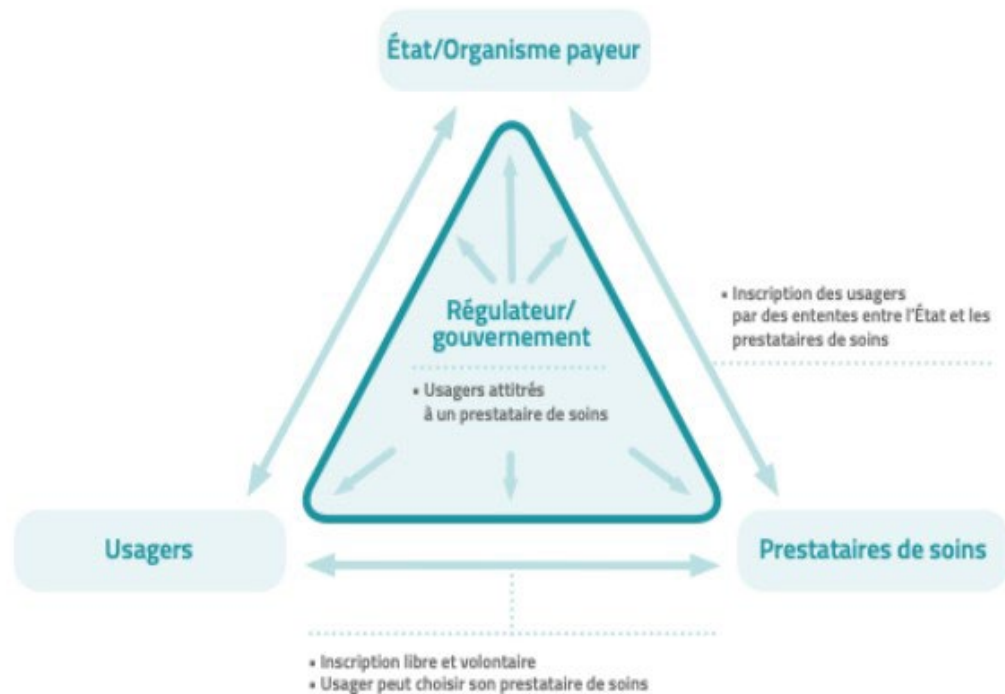 État/Organisme payeur
Régulateur/
gouvernement
• Usagers attitrés
à un prestataire de soins
• Inscription des usagers
par des ententes entre l'État et les
prestataires de soins
Usagers
Prestataires de soins
• Inscription libre et volontaire
• Usager peut choisir son prestataire de soins